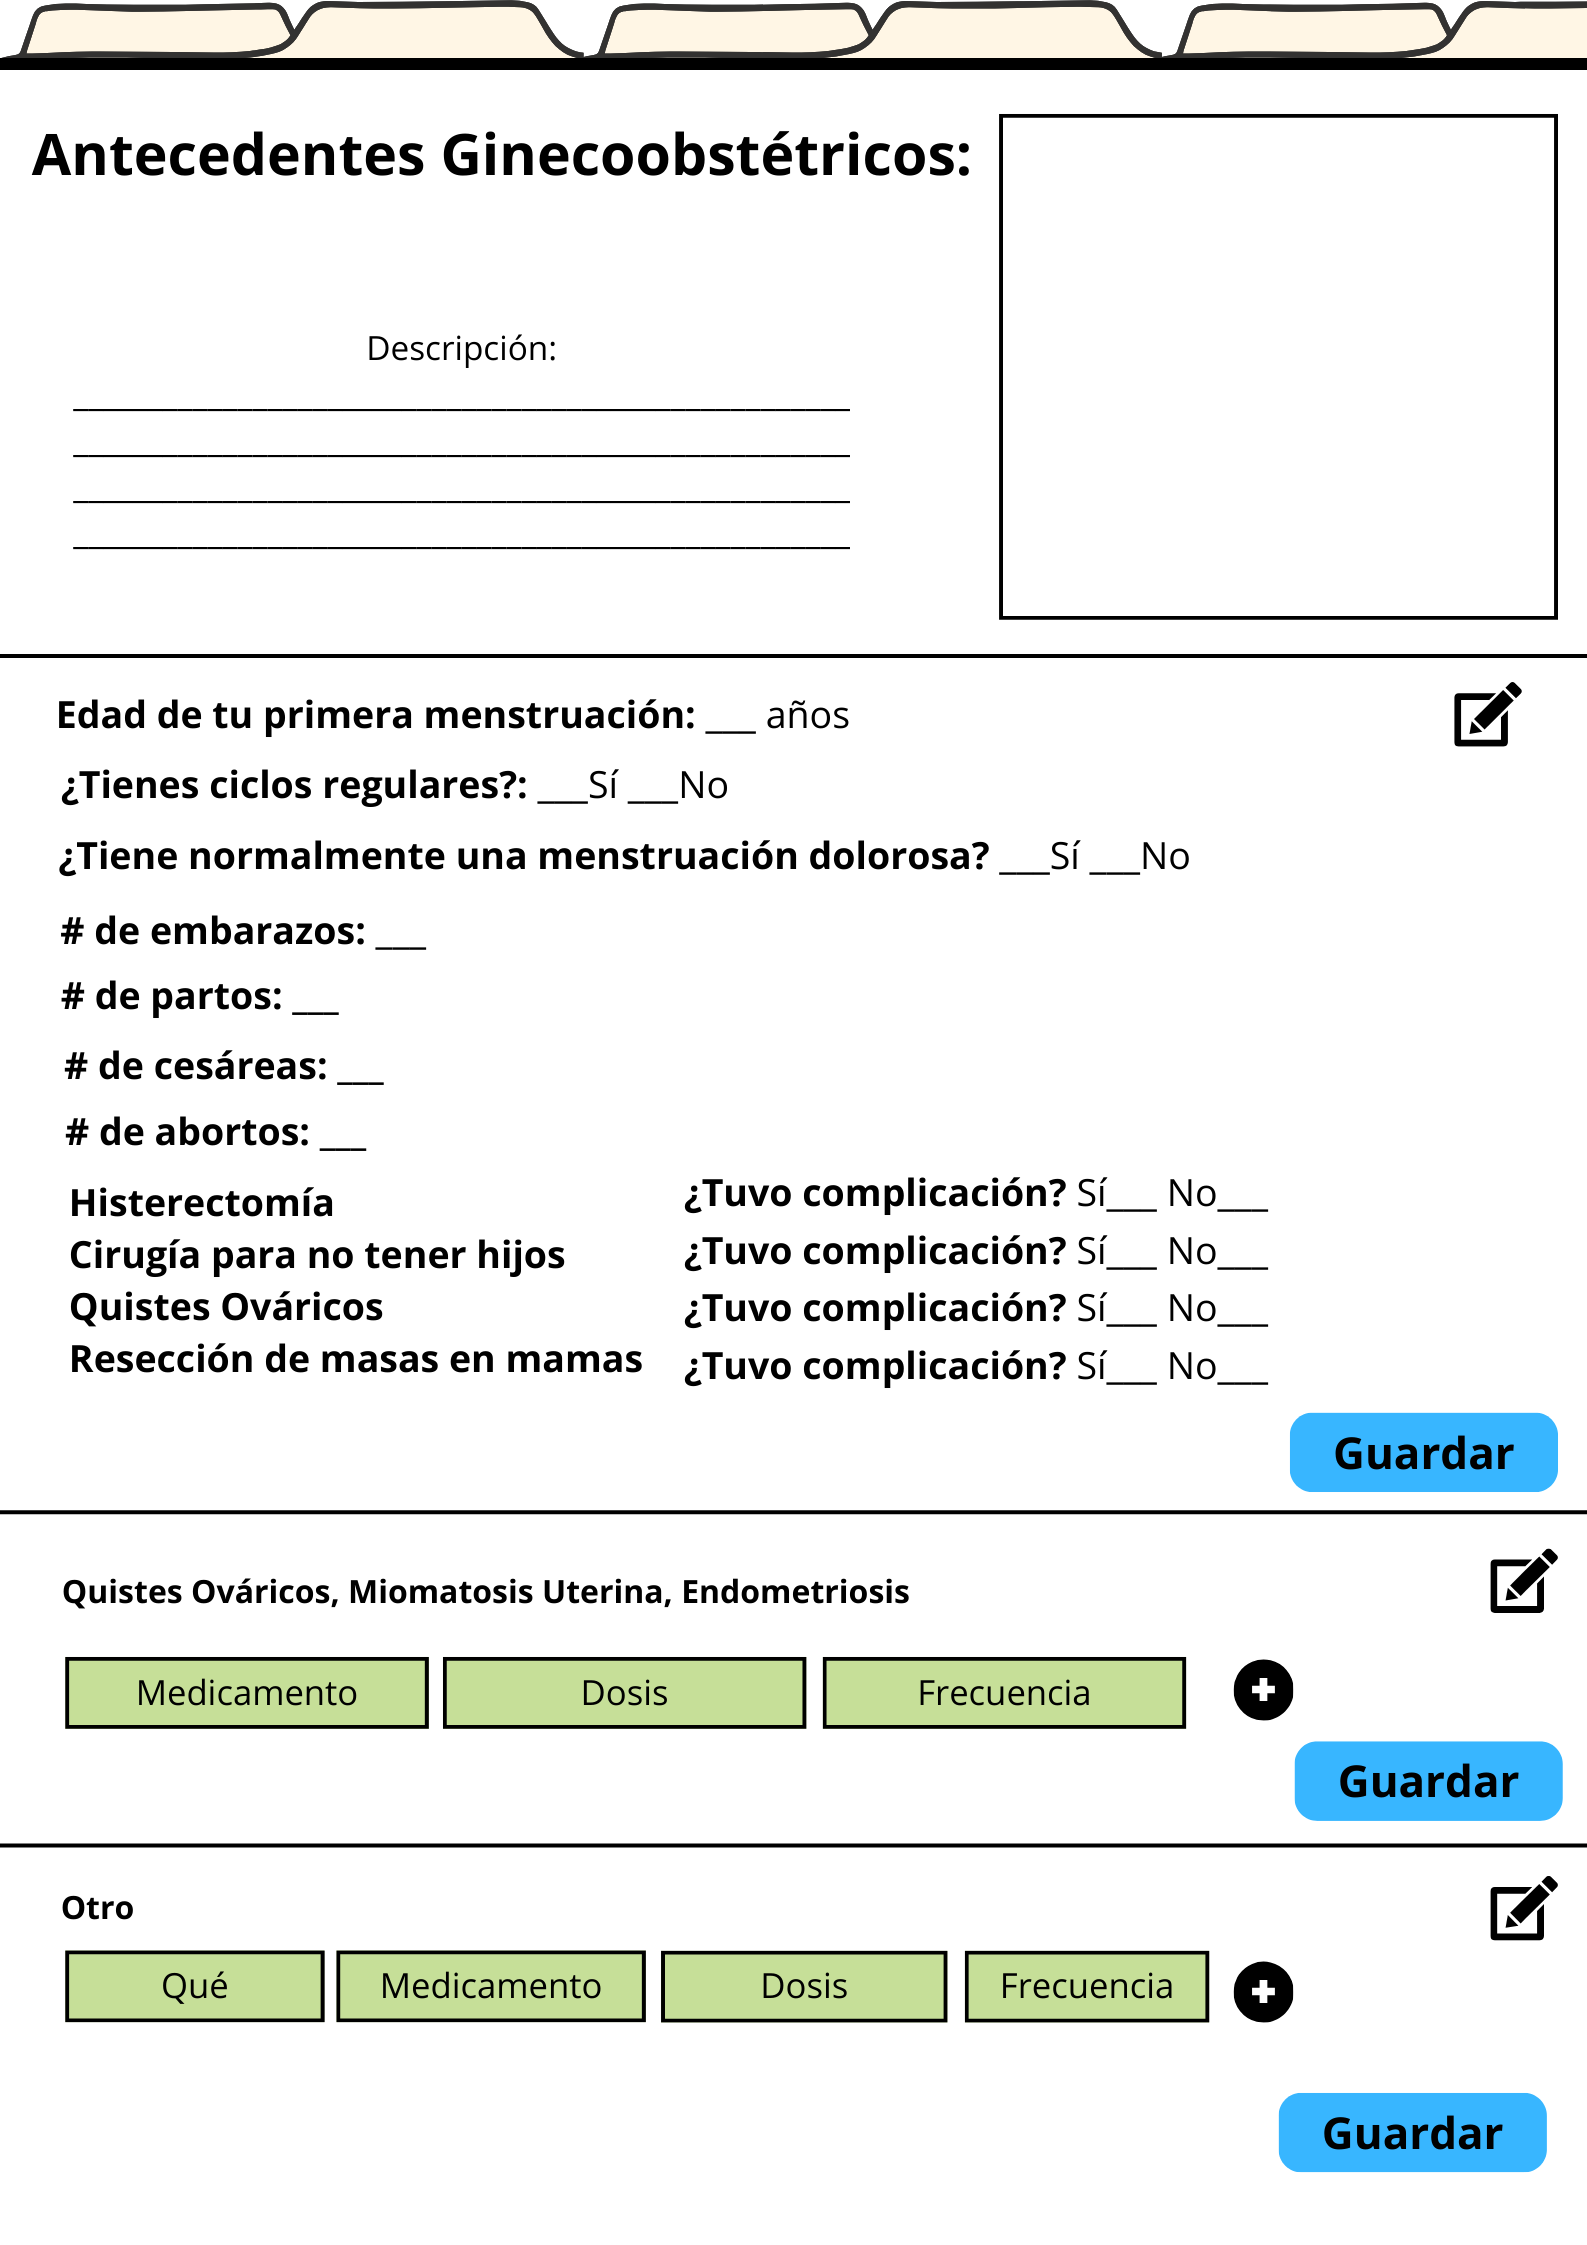 Antecedentes Ginecoobstétricos:
Descripción:
Edad de tu primera menstruación: ___ años
¿Tienes ciclos regulares?: ___Sí ___No
¿Tiene normalmente una menstruación dolorosa? ___Sí ___No
# de embarazos: ___
# de partos: ___
# de cesáreas: ___
# de abortos: ___
Histerectomía
¿Tuvo complicación? Sí___ No___
Cirugía para no tener hijos
¿Tuvo complicación? Sí___ No___
Quistes Ováricos
¿Tuvo complicación? Sí___ No___
Resección de masas en mamas
¿Tuvo complicación? Sí___ No___
Guardar
Quistes Ováricos, Miomatosis Uterina, Endometriosis
Medicamento
Dosis
Frecuencia
Guardar
Otro
Qué
Medicamento
Dosis
Frecuencia
Guardar